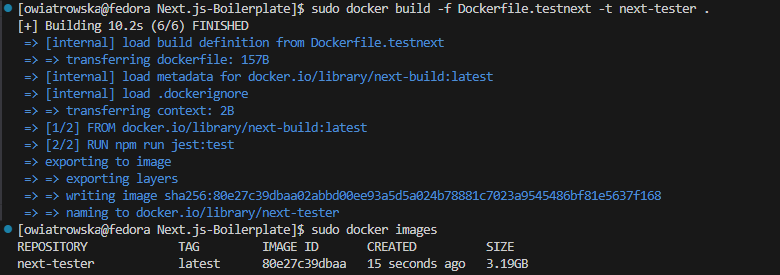 [owiatrowska@fedora Next.js-Boilerplate]$ sudo docker build -f Dockerfile.testnext -t next-tester .
[+] Building 10.2s (6/6) FINISHED
=> [internal] load build definition from Dockerfile.testnext
=> => transferring dockerfile: 157B
=> [internal] load metadata for docker.io/library/next-build:latest
=> [internal] load .dockerignore
=> => transferring context: 2B
=> [1/2] FROM docker.io/library/next-build:latest
=> [2/2] RUN npm run jest:test
=> exporting to image
=> => exporting layers
=> => writing image sha256:80e27c39dbaa02abbd00ee93a5d5a024b78881c7023a9545486bf81e5637f168
=> => naming to docker.io/library/next-tester
[owiatrowska@fedora Next.js-Boilerplate]$ sudo docker images
REPOSITORY TAG IMAGE ID CREATED SIZE
next-tester latest 80e27c39dbaa 15 seconds ago 3.19GB